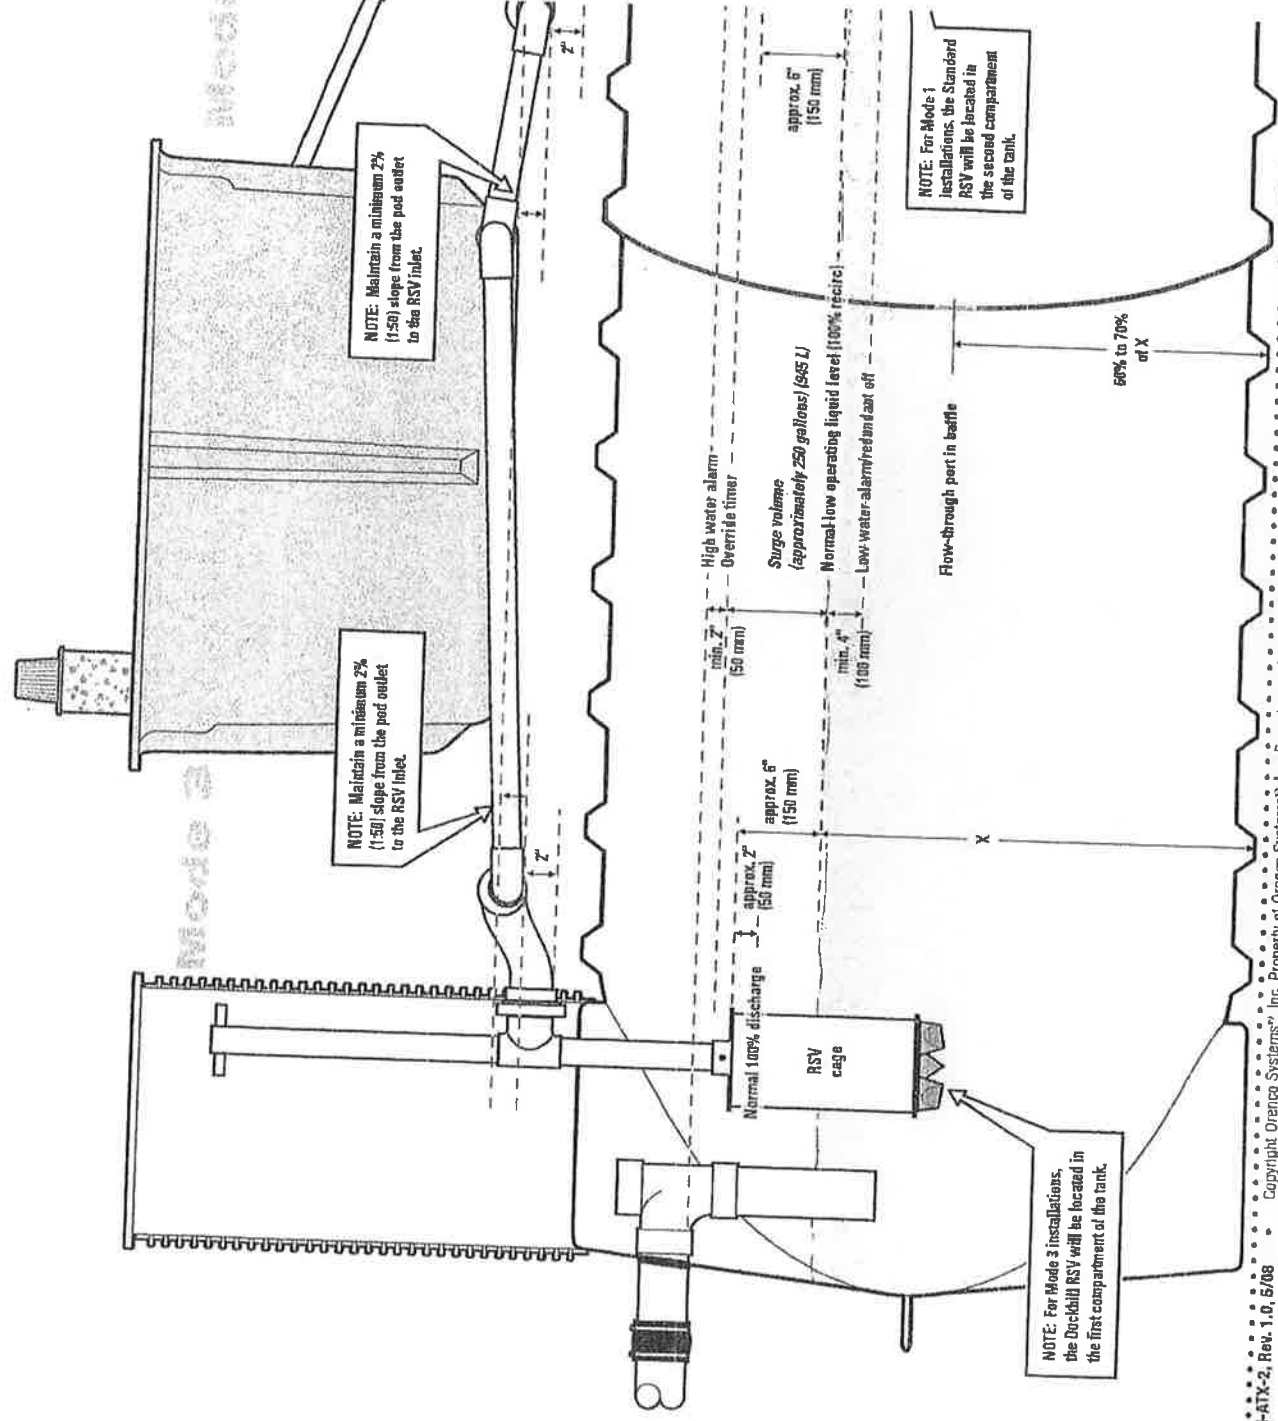 Mode 3
NOTE: Maintain a minimum 2%
(1:50) slope from the pod outlet
to the RSV inlet.
NOTE: Maintain a minimum 2%
(1:50) slope from the pod outlet
to the RSV inlet.
2"
2"
High water alarm
Override timer
min. 2"
(50 mm)
Surge volume
(approximately 250 gallons) (945 L)
Normal low operating liquid level (100% recirc)
min. 4"
(100 mm)
Low water alarm/redundant off
approx. 6"
(150 mm)
approx. 6"
(150 mm)
approx. 2"
(50 mm)
Normal 100% discharge
RSV
cage
X
Flow-through port in baffle
60% to 70%
of X
NOTE: For Mode 1
installations, the Standard
RSV will be located in
the second compartment
of the tank.
NOTE: For Mode 3 installations,
the Duckbill RSV will be located in
the first compartment of the tank.
-ATX-2, Rev. 1.0, 6/08 • Copyright Orenco Systems®, Inc.